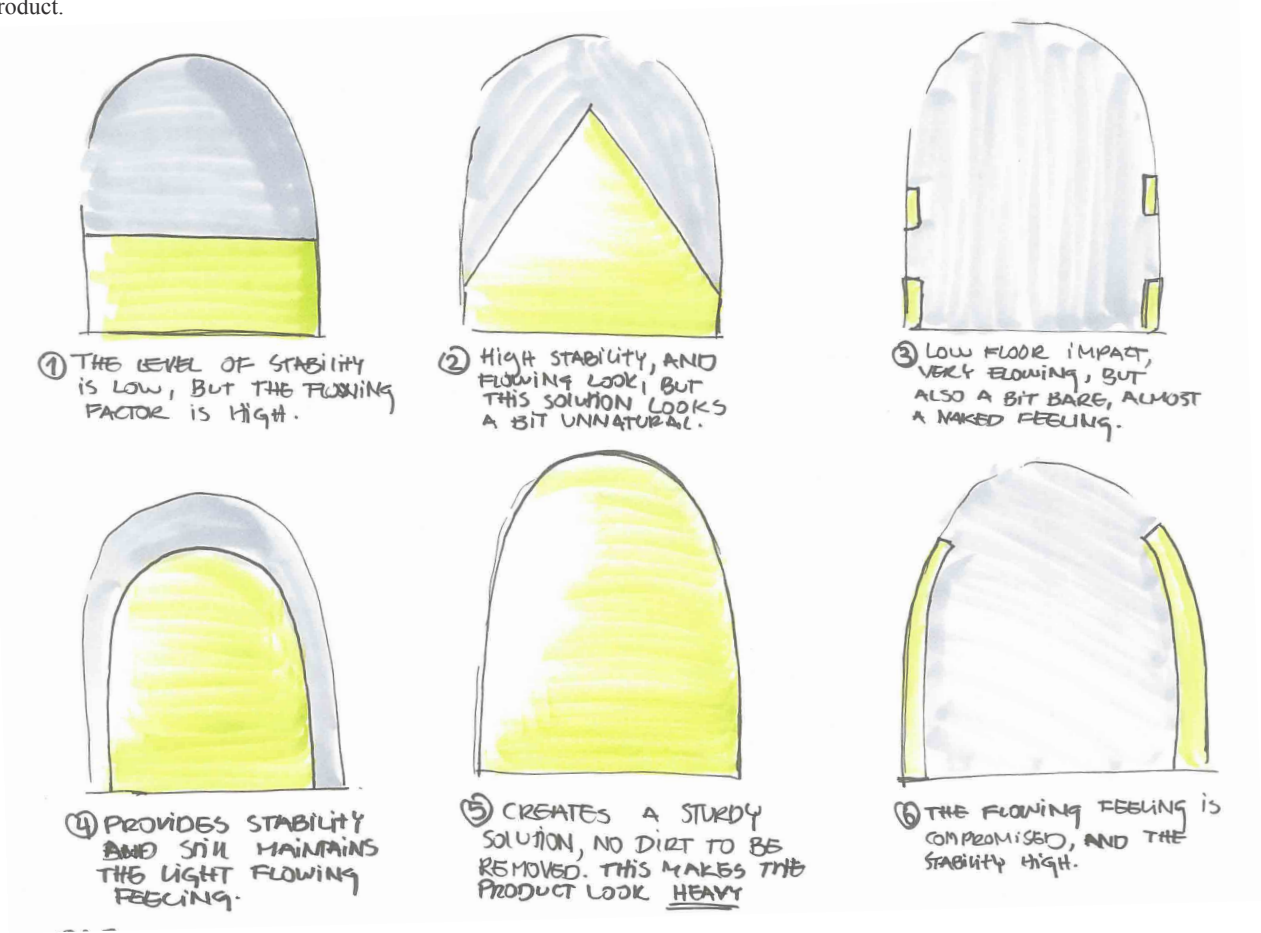 roduct.
① THE LEVEL OF STABILITY
IS LOW, BUT THE FLOWING
FACTOR IS HIGH.
② HIGH STABILITY, AND
FLOWING LOOK, BUT
THIS SOLUTION LOOKS
A BIT UNNATURAL.
③ LOW FLOOR IMPACT,
VERY FLOWING, BUT
ALSO A BIT BARE, ALMOST
A NAKED FEELING.
④ PROVIDES STABILITY
AND STILL MAINTAINS
THE LIGHT FLOWING
FEELING.
⑤ CREATES A STURDY
SOLUTION, NO DIRT TO BE
REMOVED. THIS MAKES THE
PRODUCT LOOK HEAVY
⑥ THE FLOWING FEELING IS
COMPROMISED, AND THE
STABILITY HIGH.